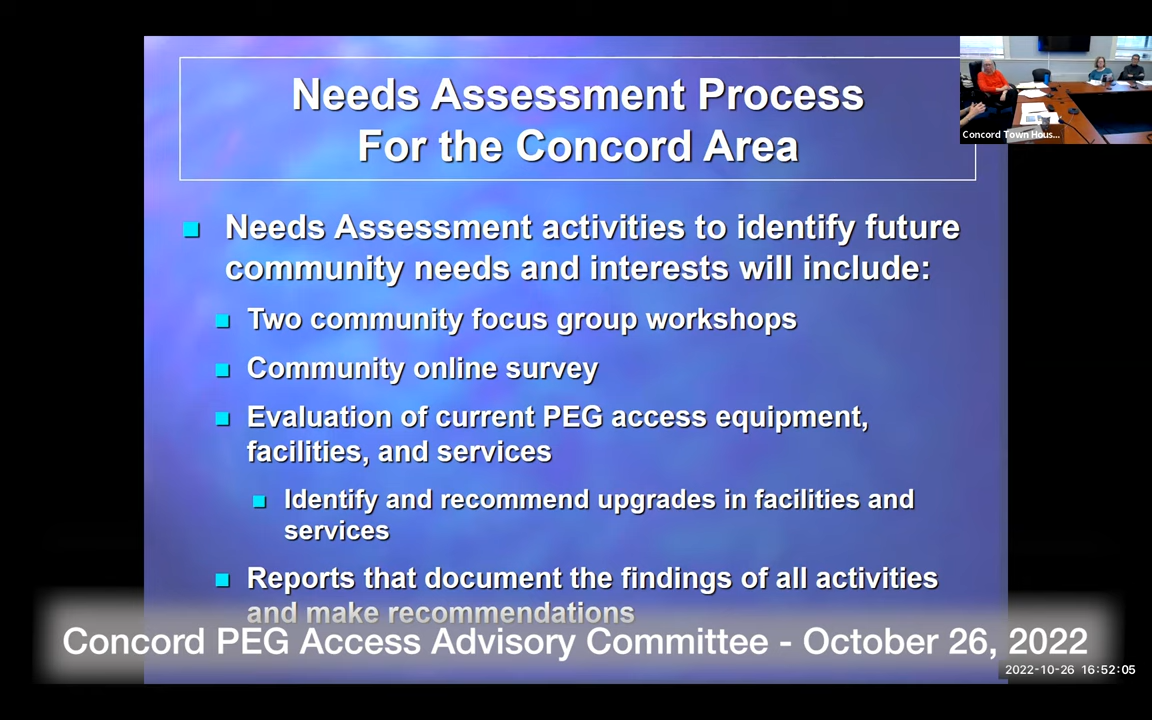 Needs Assessment Process
For the Concord Area
Concord Town Hous...
Needs Assessment activities to identify future
community needs and interests will include:
Two community focus group workshops
Community online survey
Evaluation of current PEG access equipment,
facilities, and services
Identify and recommend upgrades in facilities and
services
Reports that document the findings of all activities
and make recommendations
Concord PEG Access Advisory Committee - October 26, 2022
2022-10-26 16:52:05